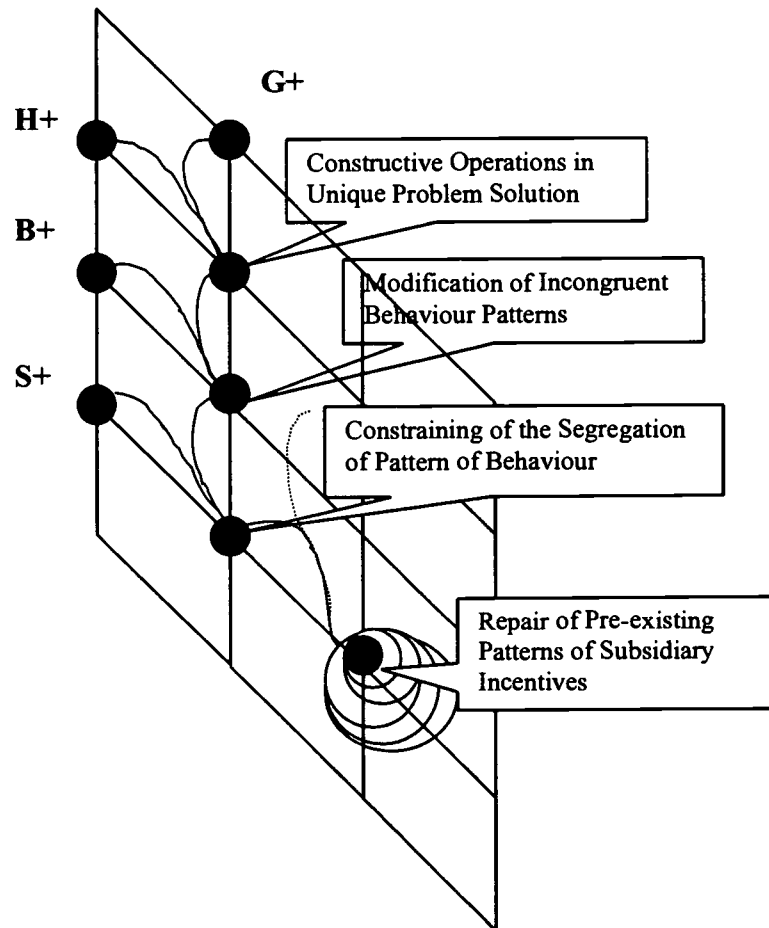 G+
H+
Constructive Operations in
Unique Problem Solution
B+
Modification of Incongruent
Behaviour Patterns
S+
Constraining of the Segregation
of Pattern of Behaviour
Repair of Pre-existing
Patterns of Subsidiary
Incentives